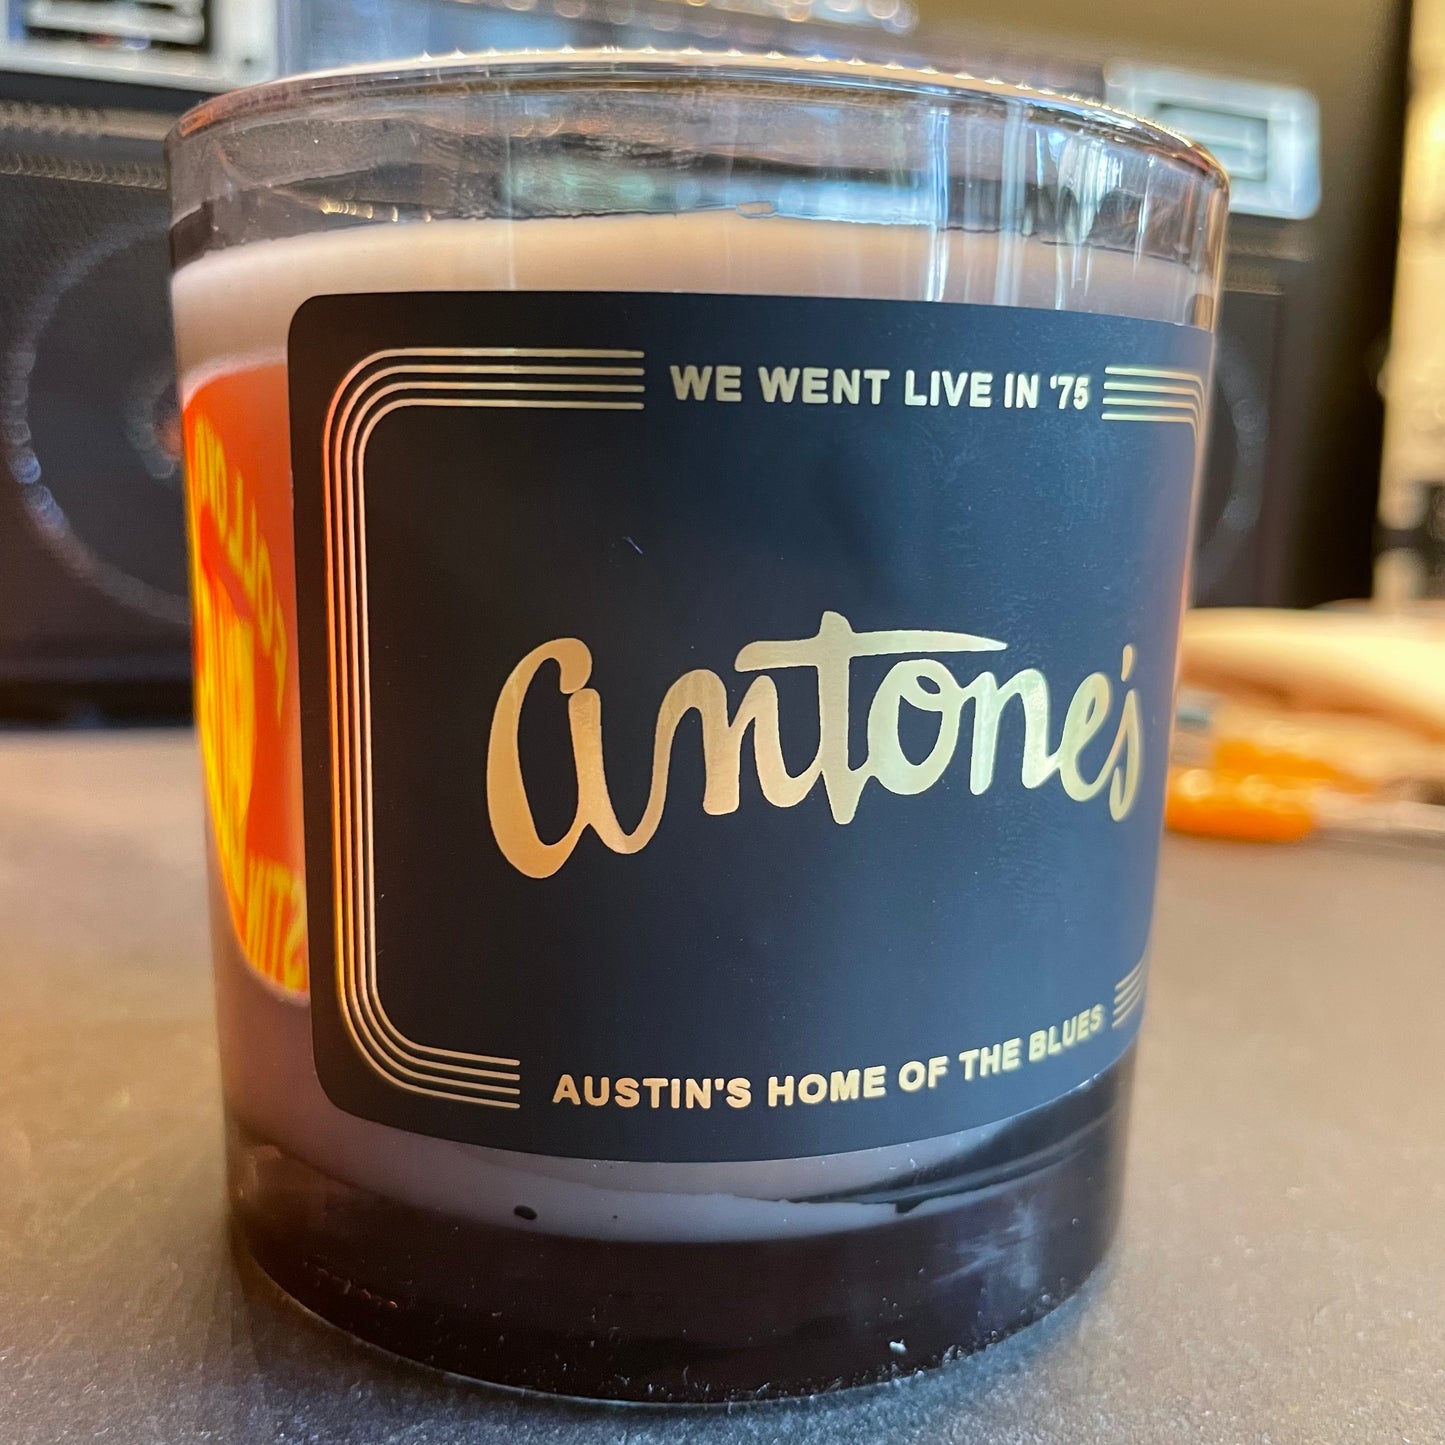 WE WENT LIVE IN '75
antone's
AUSTIN'S HOME OF THE BLUES